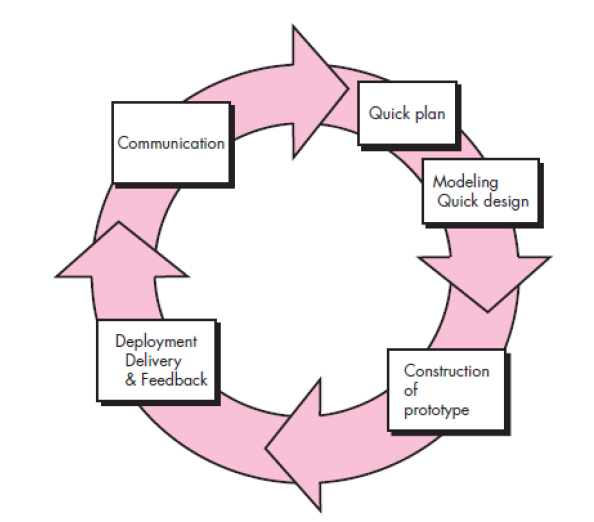 Communication
Quick plan
Modeling
Quick design
Construction
of
prototype
Deployment
Delivery
& Feedback